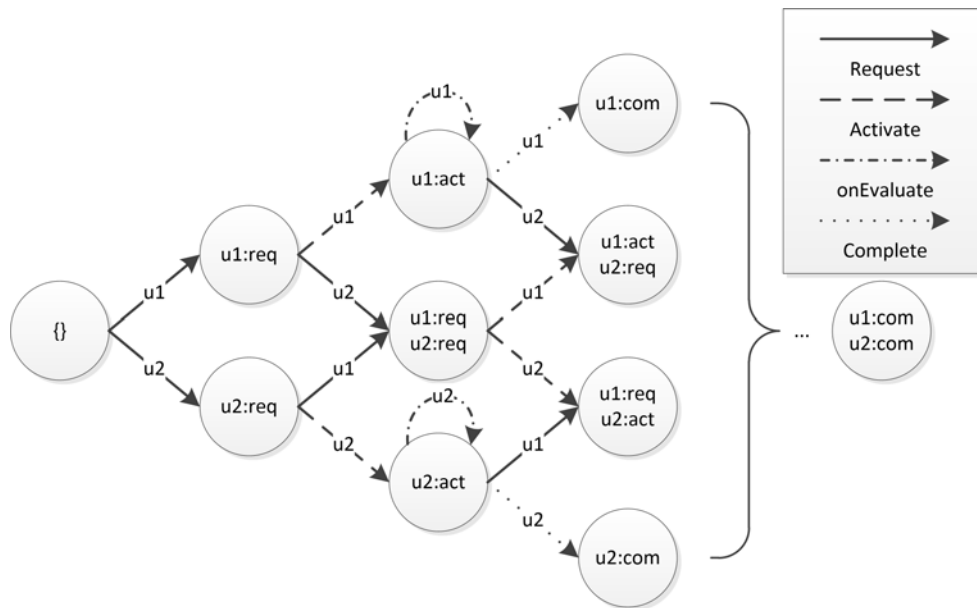 Request
Activate
onEvaluate
Complete
{}
u1
u2
u1:req
u2:req
u1
u2
u1
u2
u1
u1:act
u1:req
u2:req
u2
u2:act
u1
u2
u1
u2
u1
u2
u1:com
u1:act
u2:req
u1:req
u2:act
u2:com
...
u1:com
u2:com